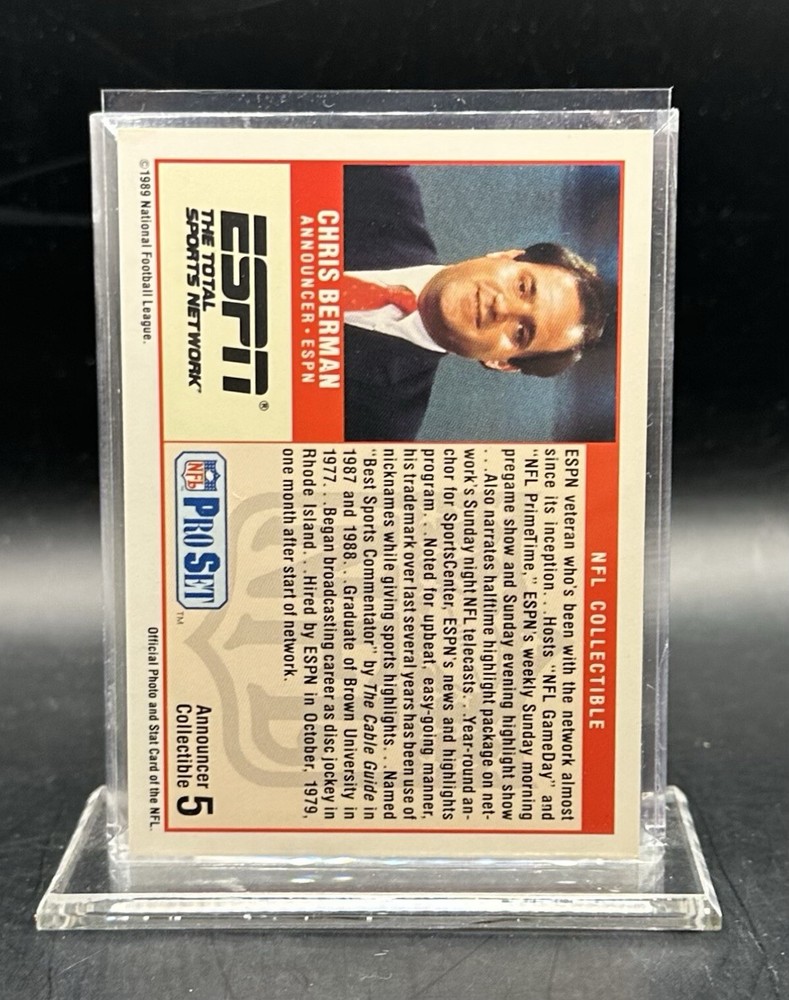 NFL COLLECTIBLE
CHRIS BERMAN
ANNOUNCER • ESPN
ESPN®
THE TOTAL
SPORTS NETWORK™
ESPN veteran who's been with the network almost
since its inception. . .Hosts "NFL GameDay" and
"NFL PrimeTime," ESPN's weekly Sunday morning
pregame show and Sunday evening highlight show
. . .Also narrates halftime highlight package on net-
work's Sunday night NFL telecasts. . .Year-round an-
chor for SportsCenter, ESPN's news and highlights
program. . .Noted for upbeat, easy-going manner,
his trademark over last several years has been use of
nicknames while giving sports highlights. . .Named
"Best Sports Commentator" by The Cable Guide in
1987 and 1988. . .Graduate of Brown University in
1977. . .Began broadcasting career as disc jockey in
Rhode Island. . .Hired by ESPN in October, 1979,
one month after start of network.
NFL PRO SET™
Announcer
Collectible 5
©1989 National Football League.
Official Photo and Stat Card of the NFL.